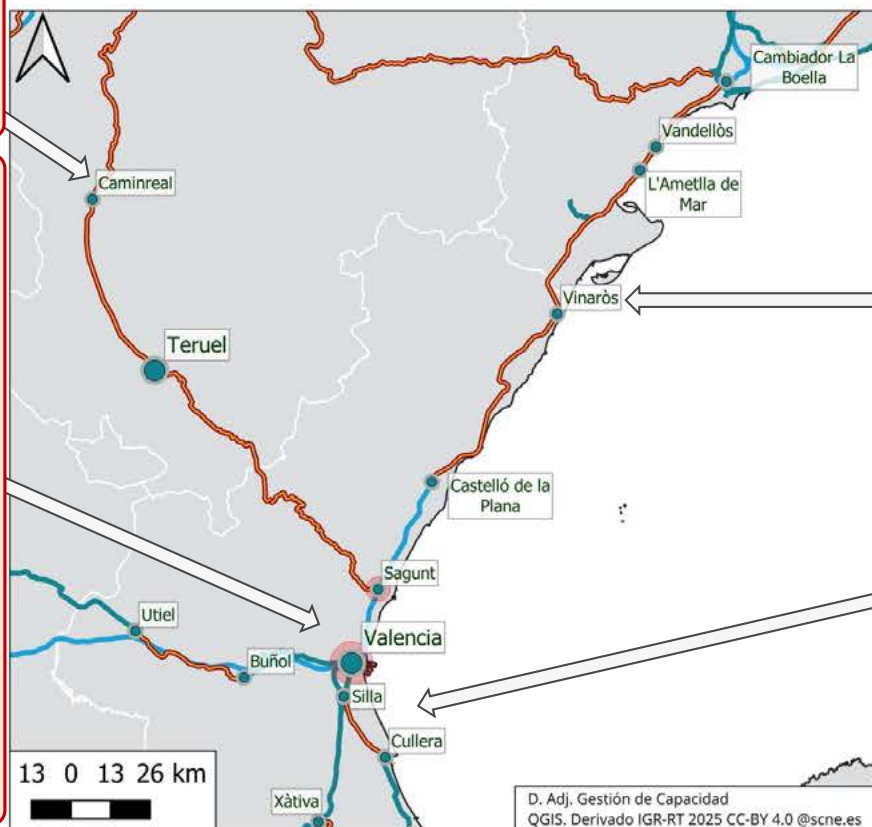 Cambiador La
Boella
Vandellòs
L'Ametlla de
Mar
Caminreal
Vinaròs
Teruel
Castelló de la
Plana
Sagunt
Utiel
Valencia
Buñol
Silla
Cullera
13 0 13 26 km
Xàtiva
D. Adj. Gestión de Capacidad
QGIS. Derivado IGR-RT 2025 CC-BY 4.0 @scne.es